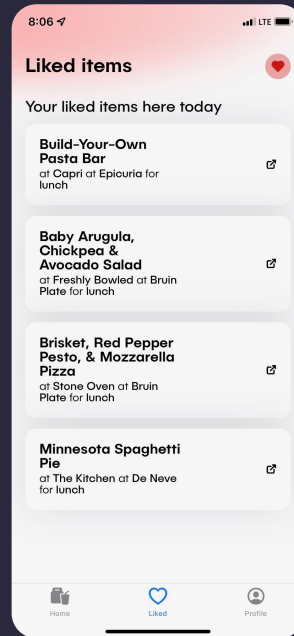 8:06
LTE
Liked items
Your liked items here today
Build-Your-Own
Pasta Bar
at Capri at Epicuria for
lunch
Baby Arugula,
Chickpea &
Avocado Salad
at Freshly Bowled at Bruin
Plate for lunch
Brisket, Red Pepper
Pesto, & Mozzarella
Pizza
at Stone Oven at Bruin
Plate for lunch
Minnesota Spaghetti
Pie
at The Kitchen at De Neve
for lunch
Home
Liked
Profile